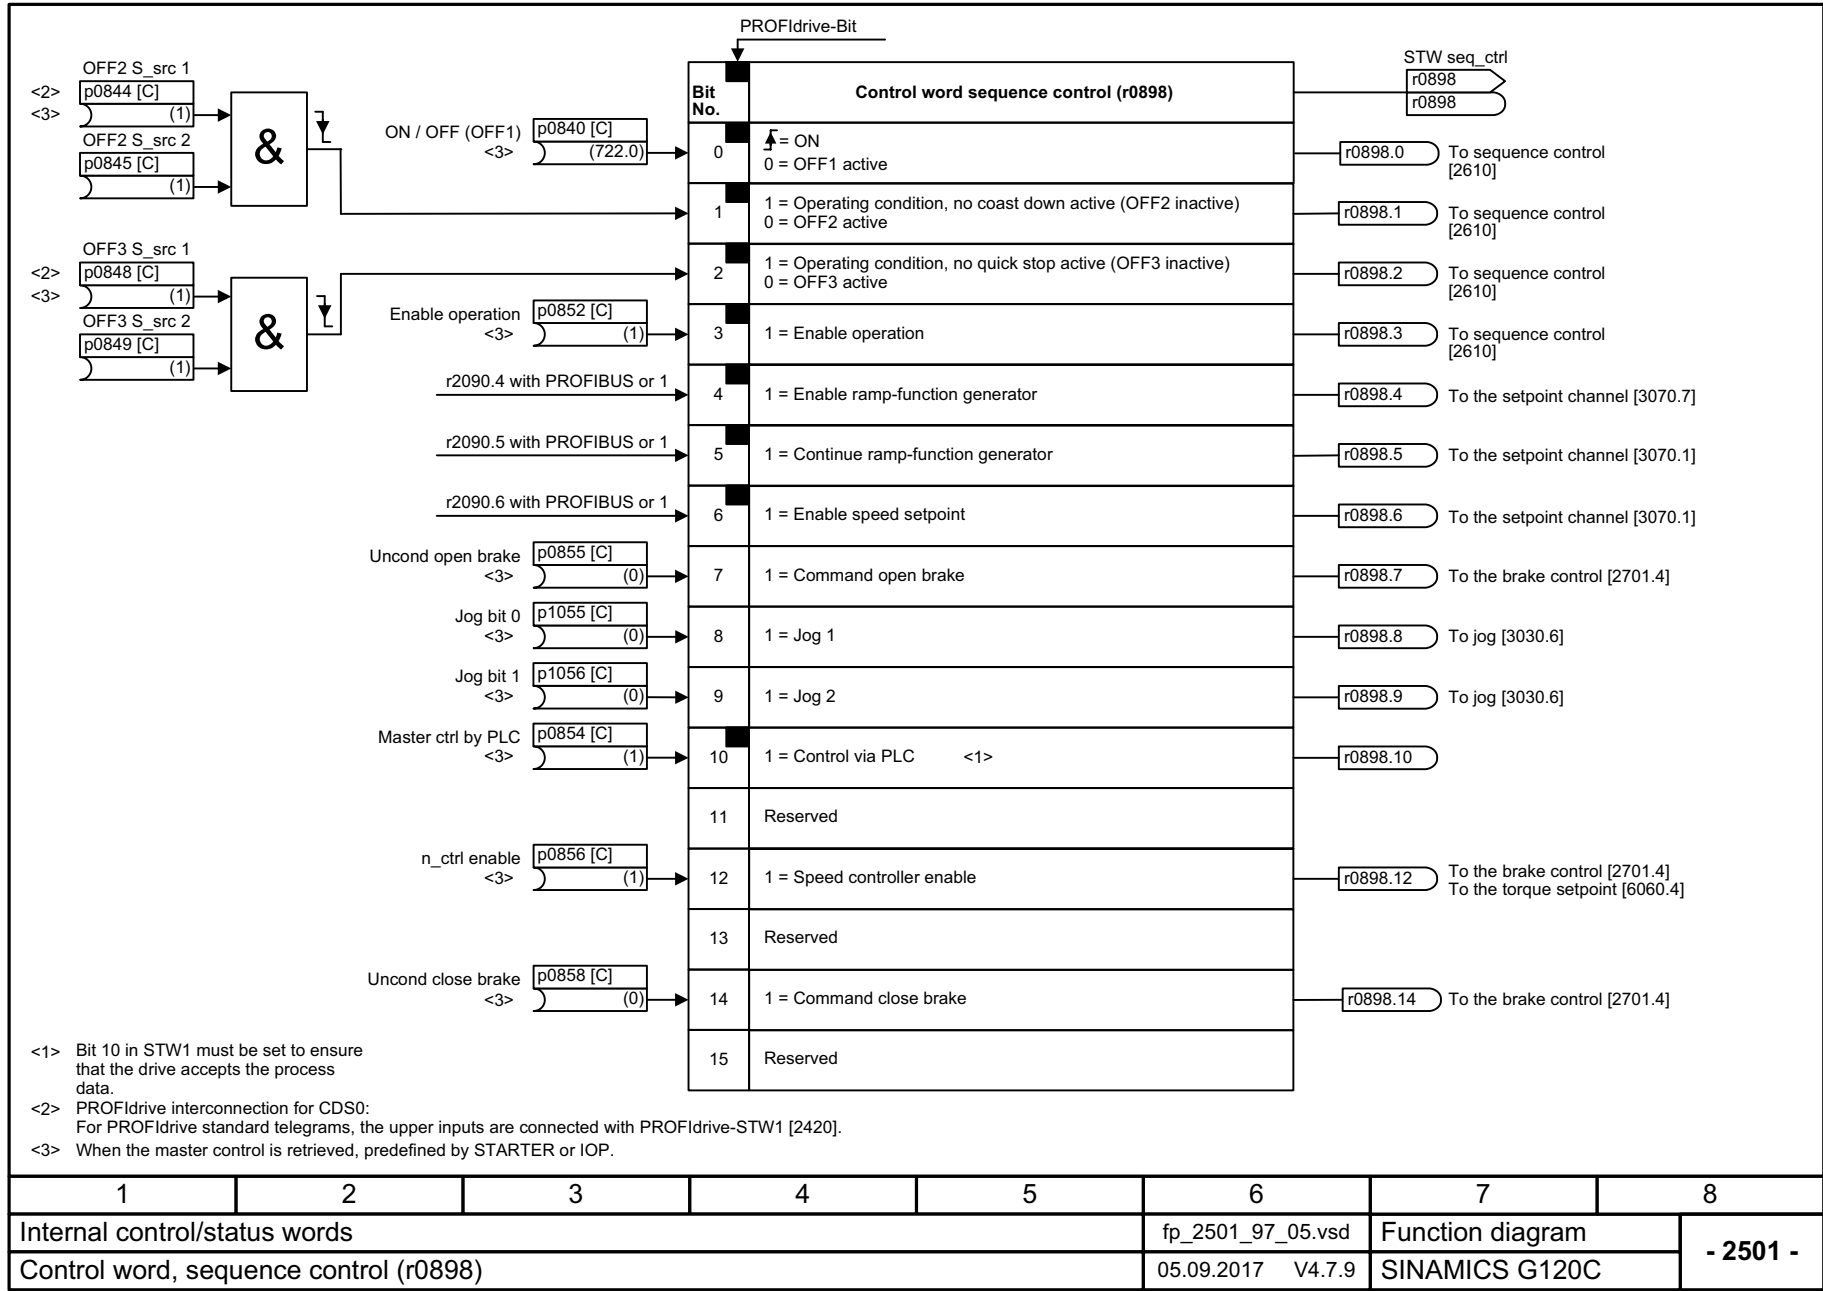 PROFIdrive-Bit
STW seq_ctrl
r0898
r0898
OFF2 S_src 1
<2> p0844 [C]
<3> (1)
OFF2 S_src 2
p0845 [C]
(1)
&
ON / OFF (OFF1) p0840 [C]
<3> (722.0)
Bit No. Control word sequence control (r0898)
0 = ON
0 = OFF1 active
r0898.0 To sequence control
[2610]
1 1 = Operating condition, no coast down active (OFF2 inactive)
0 = OFF2 active
r0898.1 To sequence control
[2610]
OFF3 S_src 1
<2> p0848 [C]
<3> (1)
OFF3 S_src 2
p0849 [C]
(1)
&
2 1 = Operating condition, no quick stop active (OFF3 inactive)
0 = OFF3 active
r0898.2 To sequence control
[2610]
Enable operation p0852 [C]
<3> (1)
3 1 = Enable operation
r0898.3 To sequence control
[2610]
r2090.4 with PROFIBUS or 1
4 1 = Enable ramp-function generator
r0898.4 To the setpoint channel [3070.7]
r2090.5 with PROFIBUS or 1
5 1 = Continue ramp-function generator
r0898.5 To the setpoint channel [3070.1]
r2090.6 with PROFIBUS or 1
6 1 = Enable speed setpoint
r0898.6 To the setpoint channel [3070.1]
Uncond open brake p0855 [C]
<3> (0)
7 1 = Command open brake
r0898.7 To the brake control [2701.4]
Jog bit 0 p1055 [C]
<3> (0)
8 1 = Jog 1
r0898.8 To jog [3030.6]
Jog bit 1 p1056 [C]
<3> (0)
9 1 = Jog 2
r0898.9 To jog [3030.6]
Master ctrl by PLC p0854 [C]
<3> (1)
10 1 = Control via PLC <1>
r0898.10
11 Reserved
n_ctrl enable p0856 [C]
<3> (1)
12 1 = Speed controller enable
r0898.12 To the brake control [2701.4]
To the torque setpoint [6060.4]
13 Reserved
Uncond close brake p0858 [C]
<3> (0)
14 1 = Command close brake
r0898.14 To the brake control [2701.4]
15 Reserved
<1> Bit 10 in STW1 must be set to ensure
that the drive accepts the process
data.
<2> PROFIdrive interconnection for CDS0:
For PROFIdrive standard telegrams, the upper inputs are connected with PROFIdrive-STW1 [2420].
<3> When the master control is retrieved, predefined by STARTER or IOP.
1 2 3 4 5 6 7 8
Internal control/status words fp_2501_97_05.vsd Function diagram
- 2501 -
Control word, sequence control (r0898) 05.09.2017 V4.7.9 SINAMICS G120C